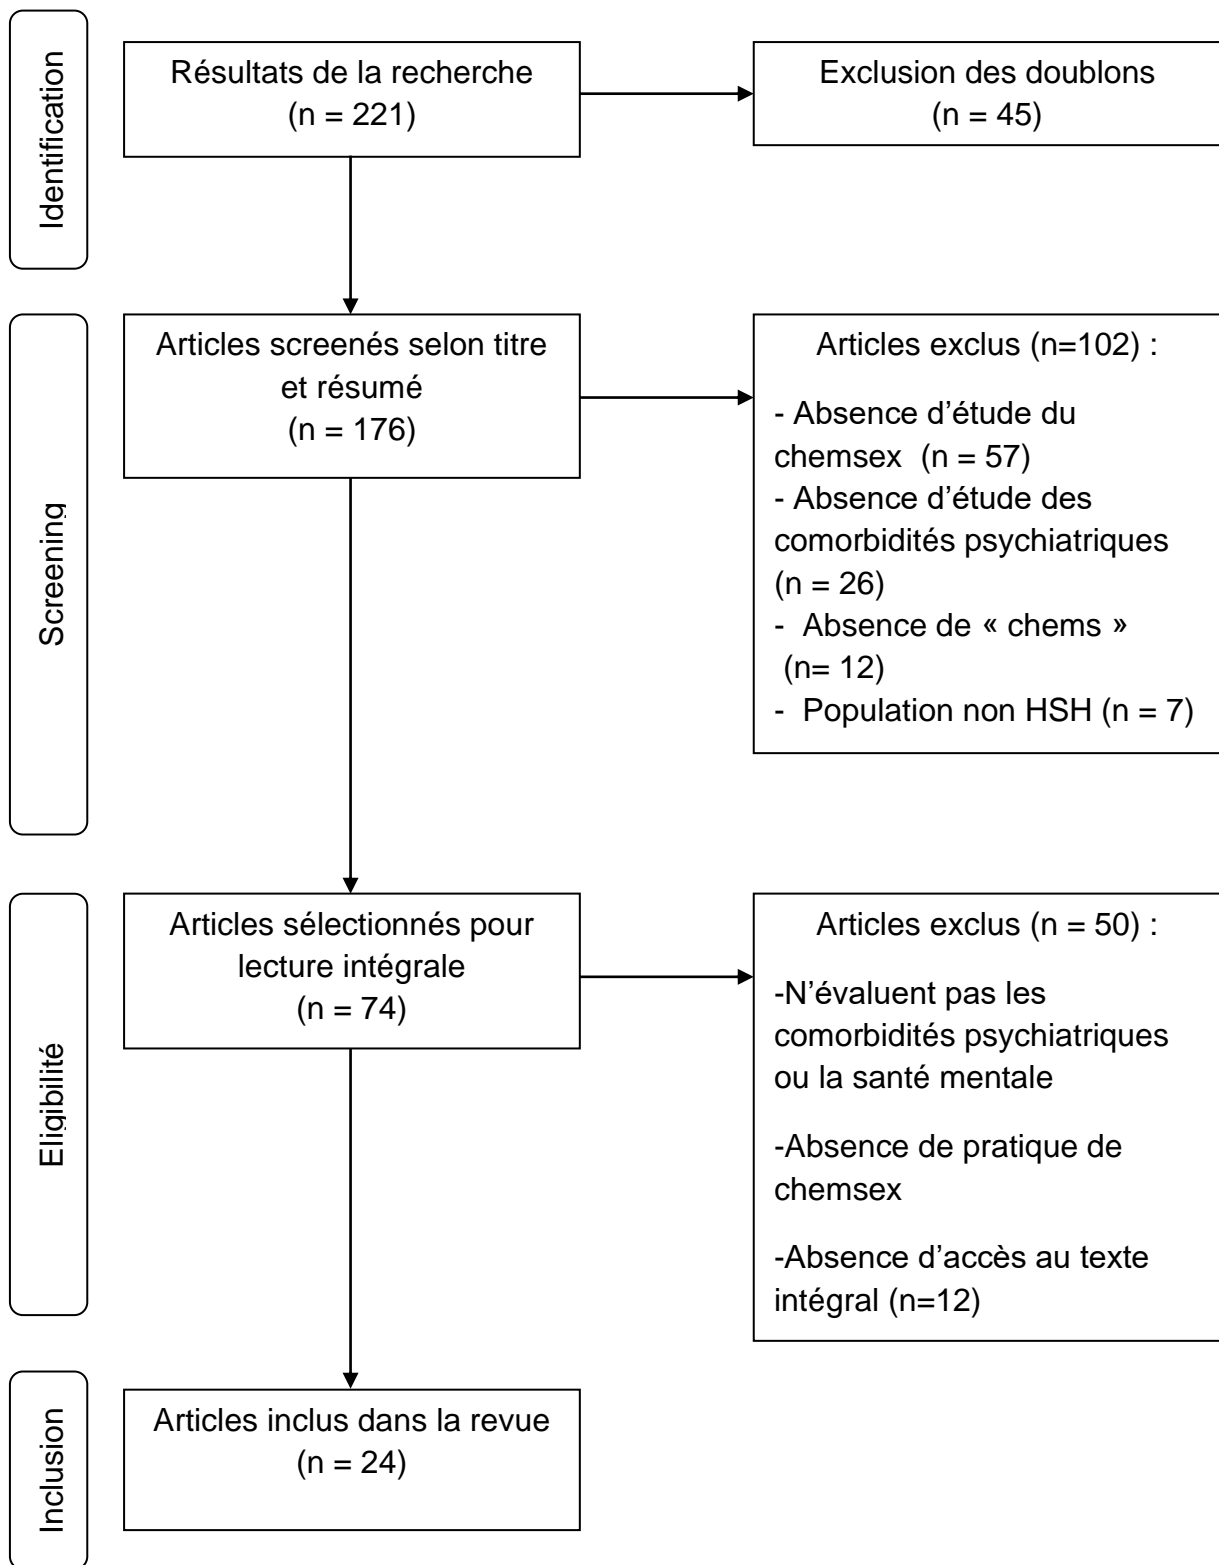 Identification
Résultats de la recherche
(n = 221)
Exclusion des doublons
(n = 45)
Screening
Articles screenés selon titre
et résumé
(n = 176)
Articles exclus (n=102) :
- Absence d’étude du
chemsex  (n = 57)
- Absence d’étude des
comorbidités psychiatriques
(n = 26)
-  Absence de « chems »
(n= 12)
-  Population non HSH (n = 7)
Eligibilité
Articles sélectionnés pour
lecture intégrale
(n = 74)
Articles exclus (n = 50) :
-N’évaluent pas les
comorbidités psychiatriques
ou la santé mentale
-Absence de pratique de
chemsex
-Absence d’accès au texte
intégral (n=12)
Inclusion
Articles inclus dans la revue
(n = 24)